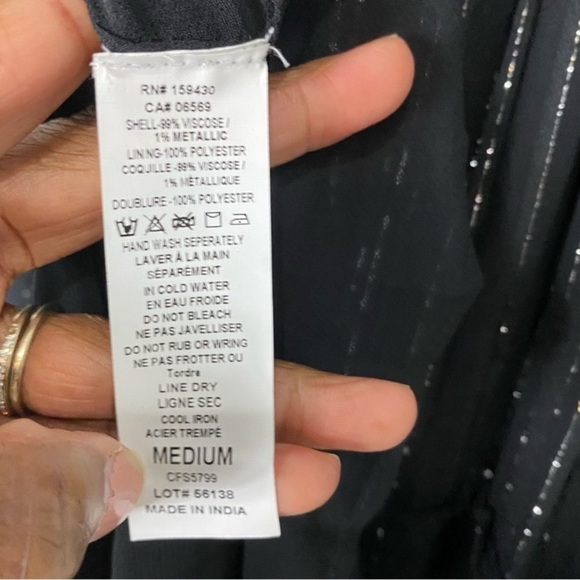 RN# 159430
CA# 06569
SHELL-99% VISCOSE /
1% METALLIC
LINING-100% POLYESTER
COQUILLE -99% VISCOSE /
1% MÉTALLIQUE
DOUBLURE -100% POLYESTER
HAND WASH SEPERATELY
LAVER À LA MAIN
SÉPARÉMENT
IN COLD WATER
EN EAU FROIDE
DO NOT BLEACH
NE PAS JAVELLISER
DO NOT RUB OR WRING
NE PAS FROTTER OU
Tordre
LINE DRY
LIGNE SEC
COOL IRON
ACIER TREMPÉ
MEDIUM
CFS5799
LOT# 56138
MADE IN INDIA